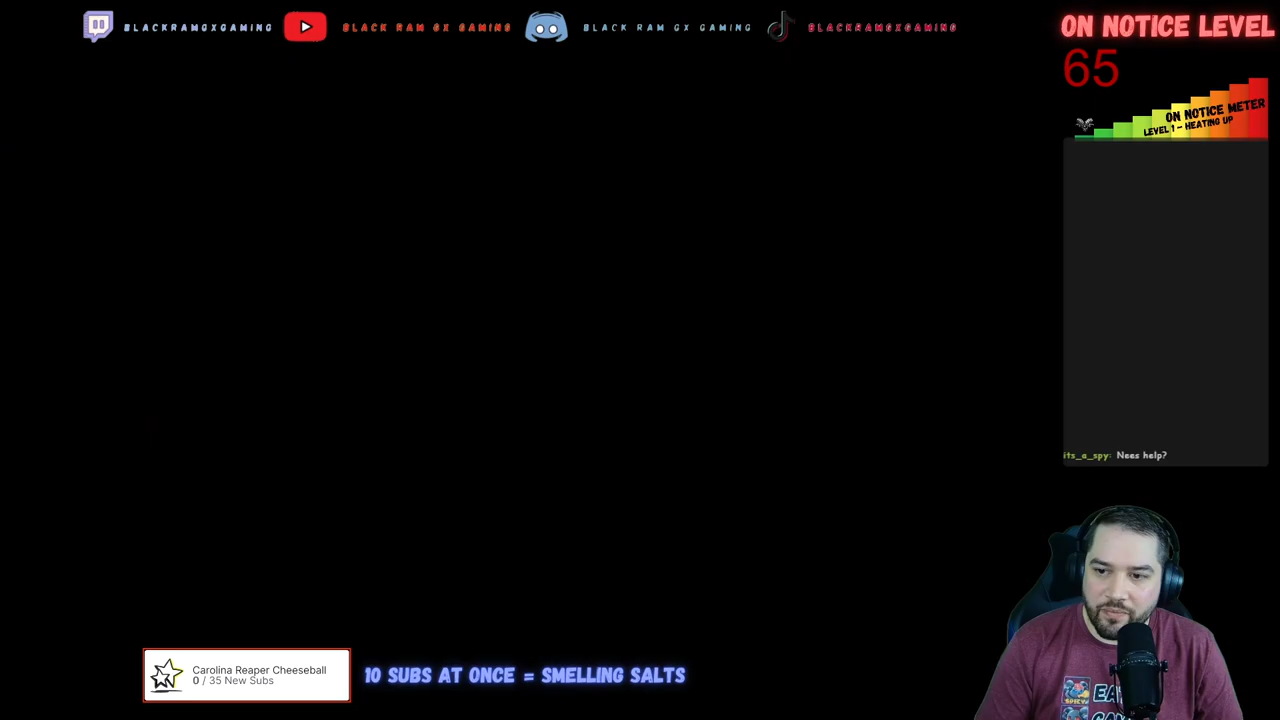 BLACKRAMGXGAMING
BLACK RAM GX GAMING
BLACK RAM GX GAMING
BLACKRAMGXGAMING
ON NOTICE LEVEL
65
ON NOTICE METER
LEVEL 1 - HEATING UP
its_a_spy: Nees help?
Carolina Reaper Cheeseball
0 / 35 New Subs
10 SUBS AT ONCE = SMELLING SALTS